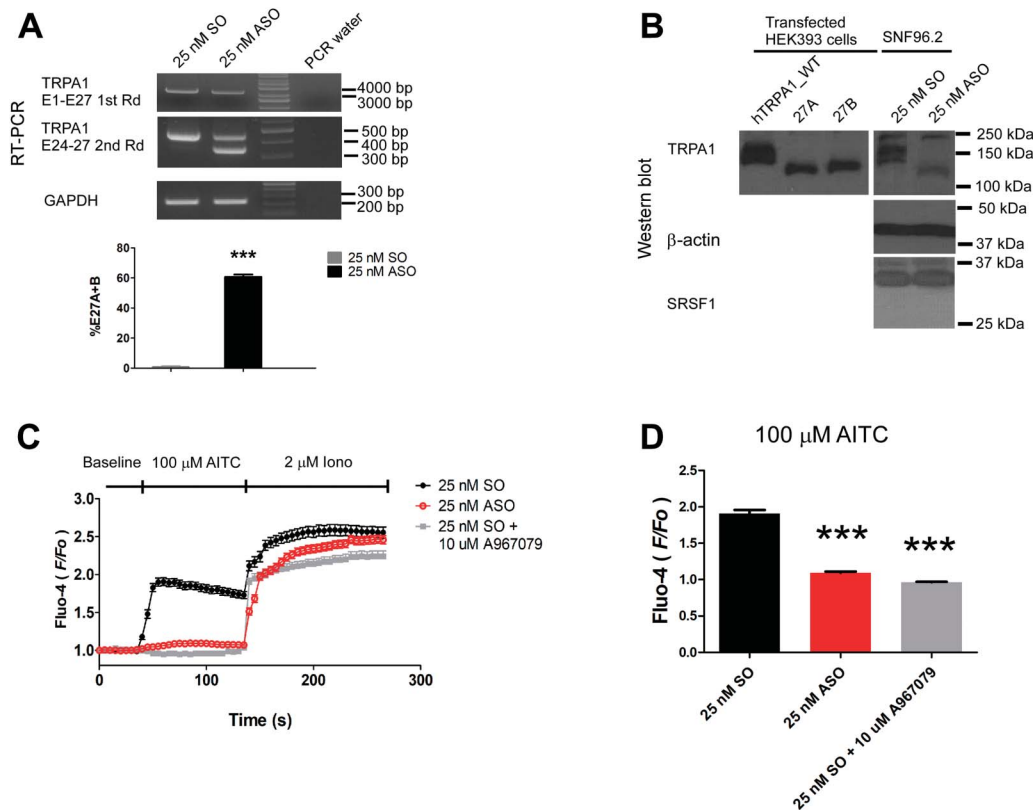 A
25 nM SO
25 nM ASO
PCR water
RT-PCR
TRPA1
E1-E27 1st Rd
4000 bp
3000 bp
TRPA1
E24-27 2nd Rd
500 bp
400 bp
300 bp
GAPDH
300 bp
200 bp
%E27A+B
80
60
40
20
0
***
25 nM SO
25 nM ASO
B
Transfected
HEK393 cells
SNF96.2
hTRPA1_WT
27A
27B
25 nM SO
25 nM ASO
Western blot
TRPA1
250 kDa
150 kDa
100 kDa
β-actin
50 kDa
37 kDa
SRSF1
37 kDa
25 kDa
C
Baseline
100 μM AITC
2 μM Iono
25 nM SO
25 nM ASO
25 nM SO +
10 uM A967079
Fluo-4 ( F/Fo )
3.0
2.5
2.0
1.5
1.0
0
100
200
300
Time (s)
D
100 μM AITC
Fluo-4 ( F/Fo )
2.5
2.0
1.5
1.0
0.5
0.0
***
***
25 nM SO
25 nM ASO
25 nM SO + 10 uM A967079